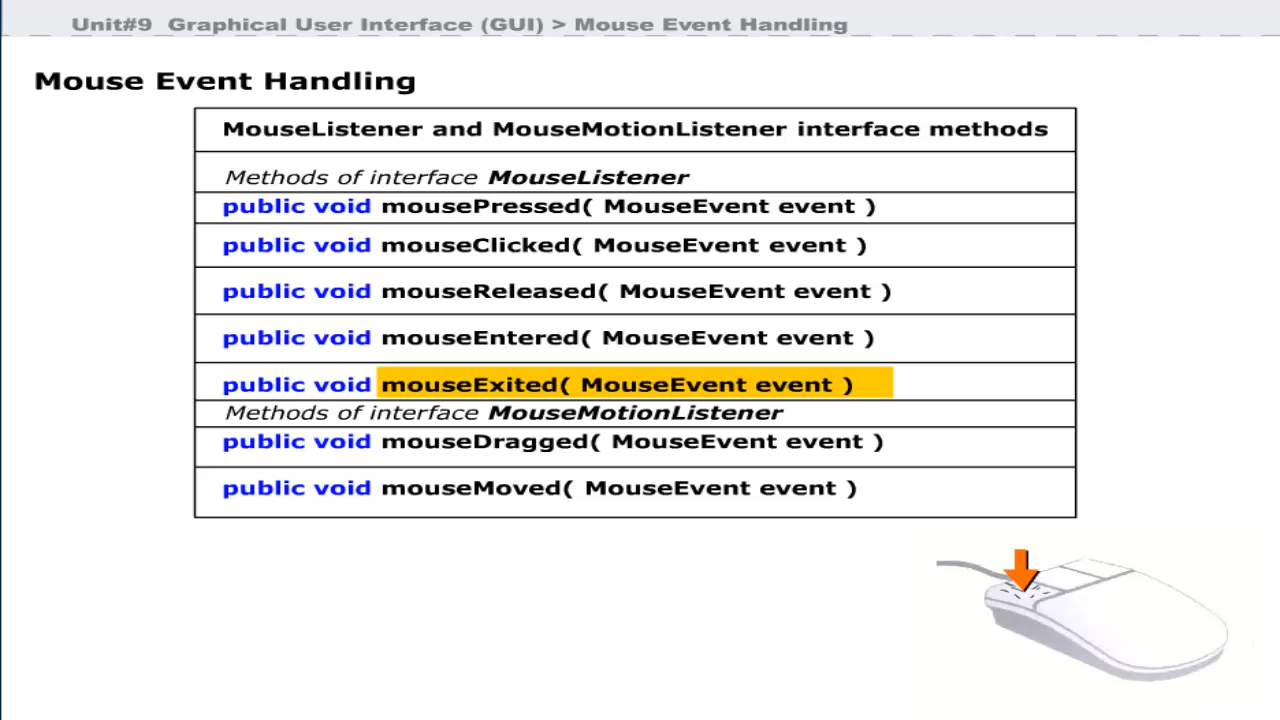 Unit#9 Graphical User Interface (GUI) > Mouse Event Handling
Mouse Event Handling
MouseListener and MouseMotionListener interface methods
Methods of interface MouseListener
public void mousePressed( MouseEvent event )
public void mouseClicked( MouseEvent event )
public void mouseReleased( MouseEvent event )
public void mouseEntered( MouseEvent event )
public void mouseExited( MouseEvent event )
Methods of interface MouseMotionListener
public void mouseDragged( MouseEvent event )
public void mouseMoved( MouseEvent event )